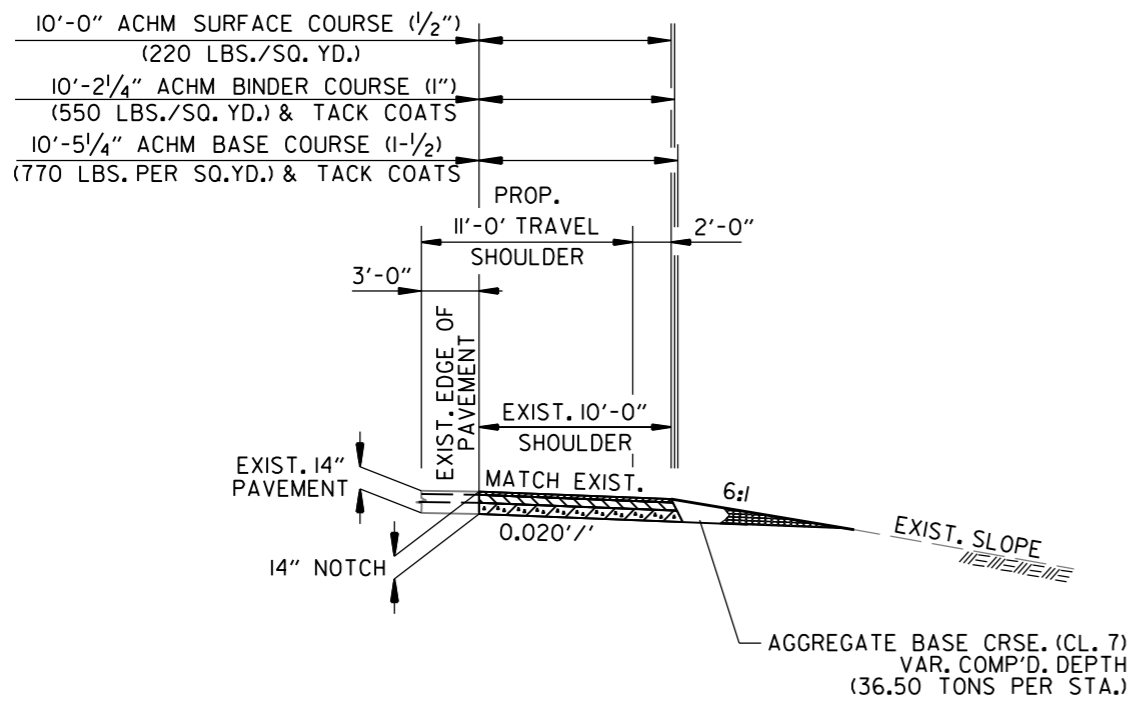 10'-0" ACHM SURFACE COURSE (1/2")
(220 LBS./SQ. YD.)
10'-2 1/4" ACHM BINDER COURSE (1")
(550 LBS./SQ. YD.) & TACK COATS
10'-5 1/4" ACHM BASE COURSE (1-1/2)
(770 LBS. PER SQ.YD.) & TACK COATS
PROP.
11'-0' TRAVEL
SHOULDER
2'-0"
3'-0"
EXIST. EDGE OF
PAVEMENT
EXIST. 10'-0"
SHOULDER
EXIST. 14"
PAVEMENT
MATCH EXIST.
6:1
0.020'/'
EXIST. SLOPE
14" NOTCH
AGGREGATE BASE CRSE. (CL. 7)
VAR. COMP'D. DEPTH
(36.50 TONS PER STA.)